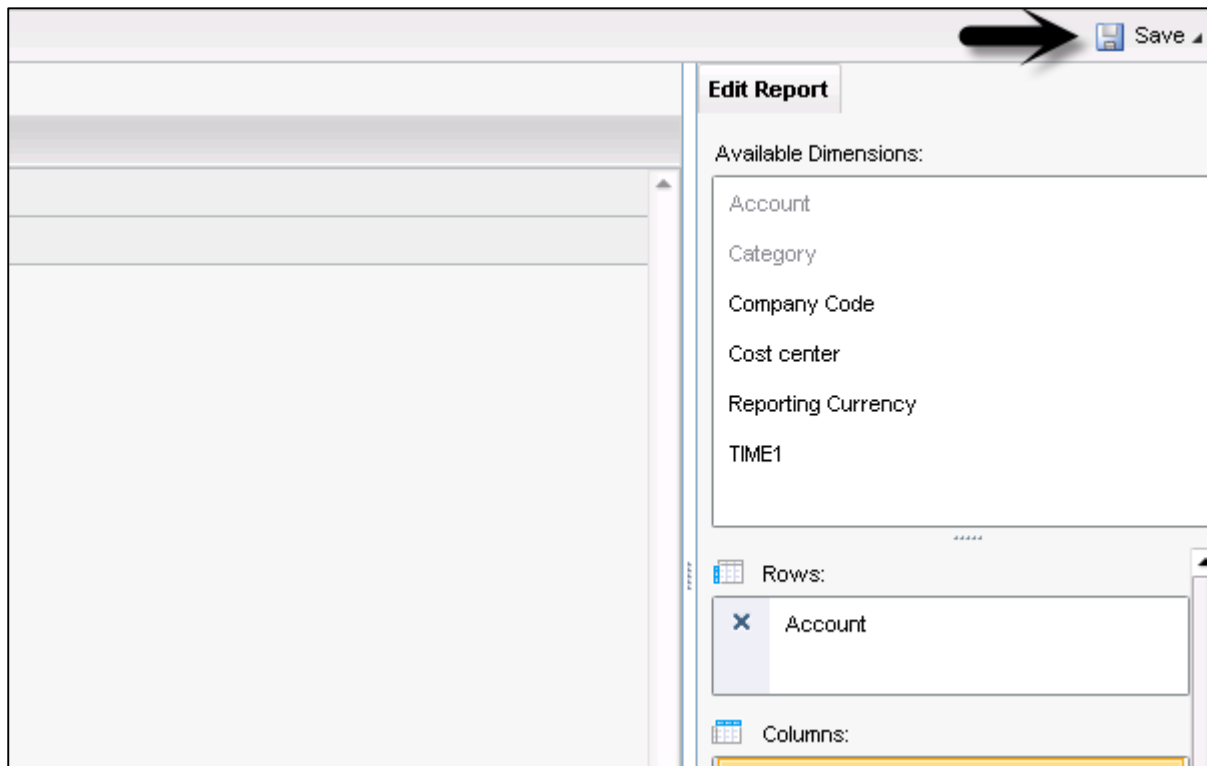 Save
Edit Report
Available Dimensions:
Account
Category
Company Code
Cost center
Reporting Currency
TIME1
Rows:
Account
Columns: